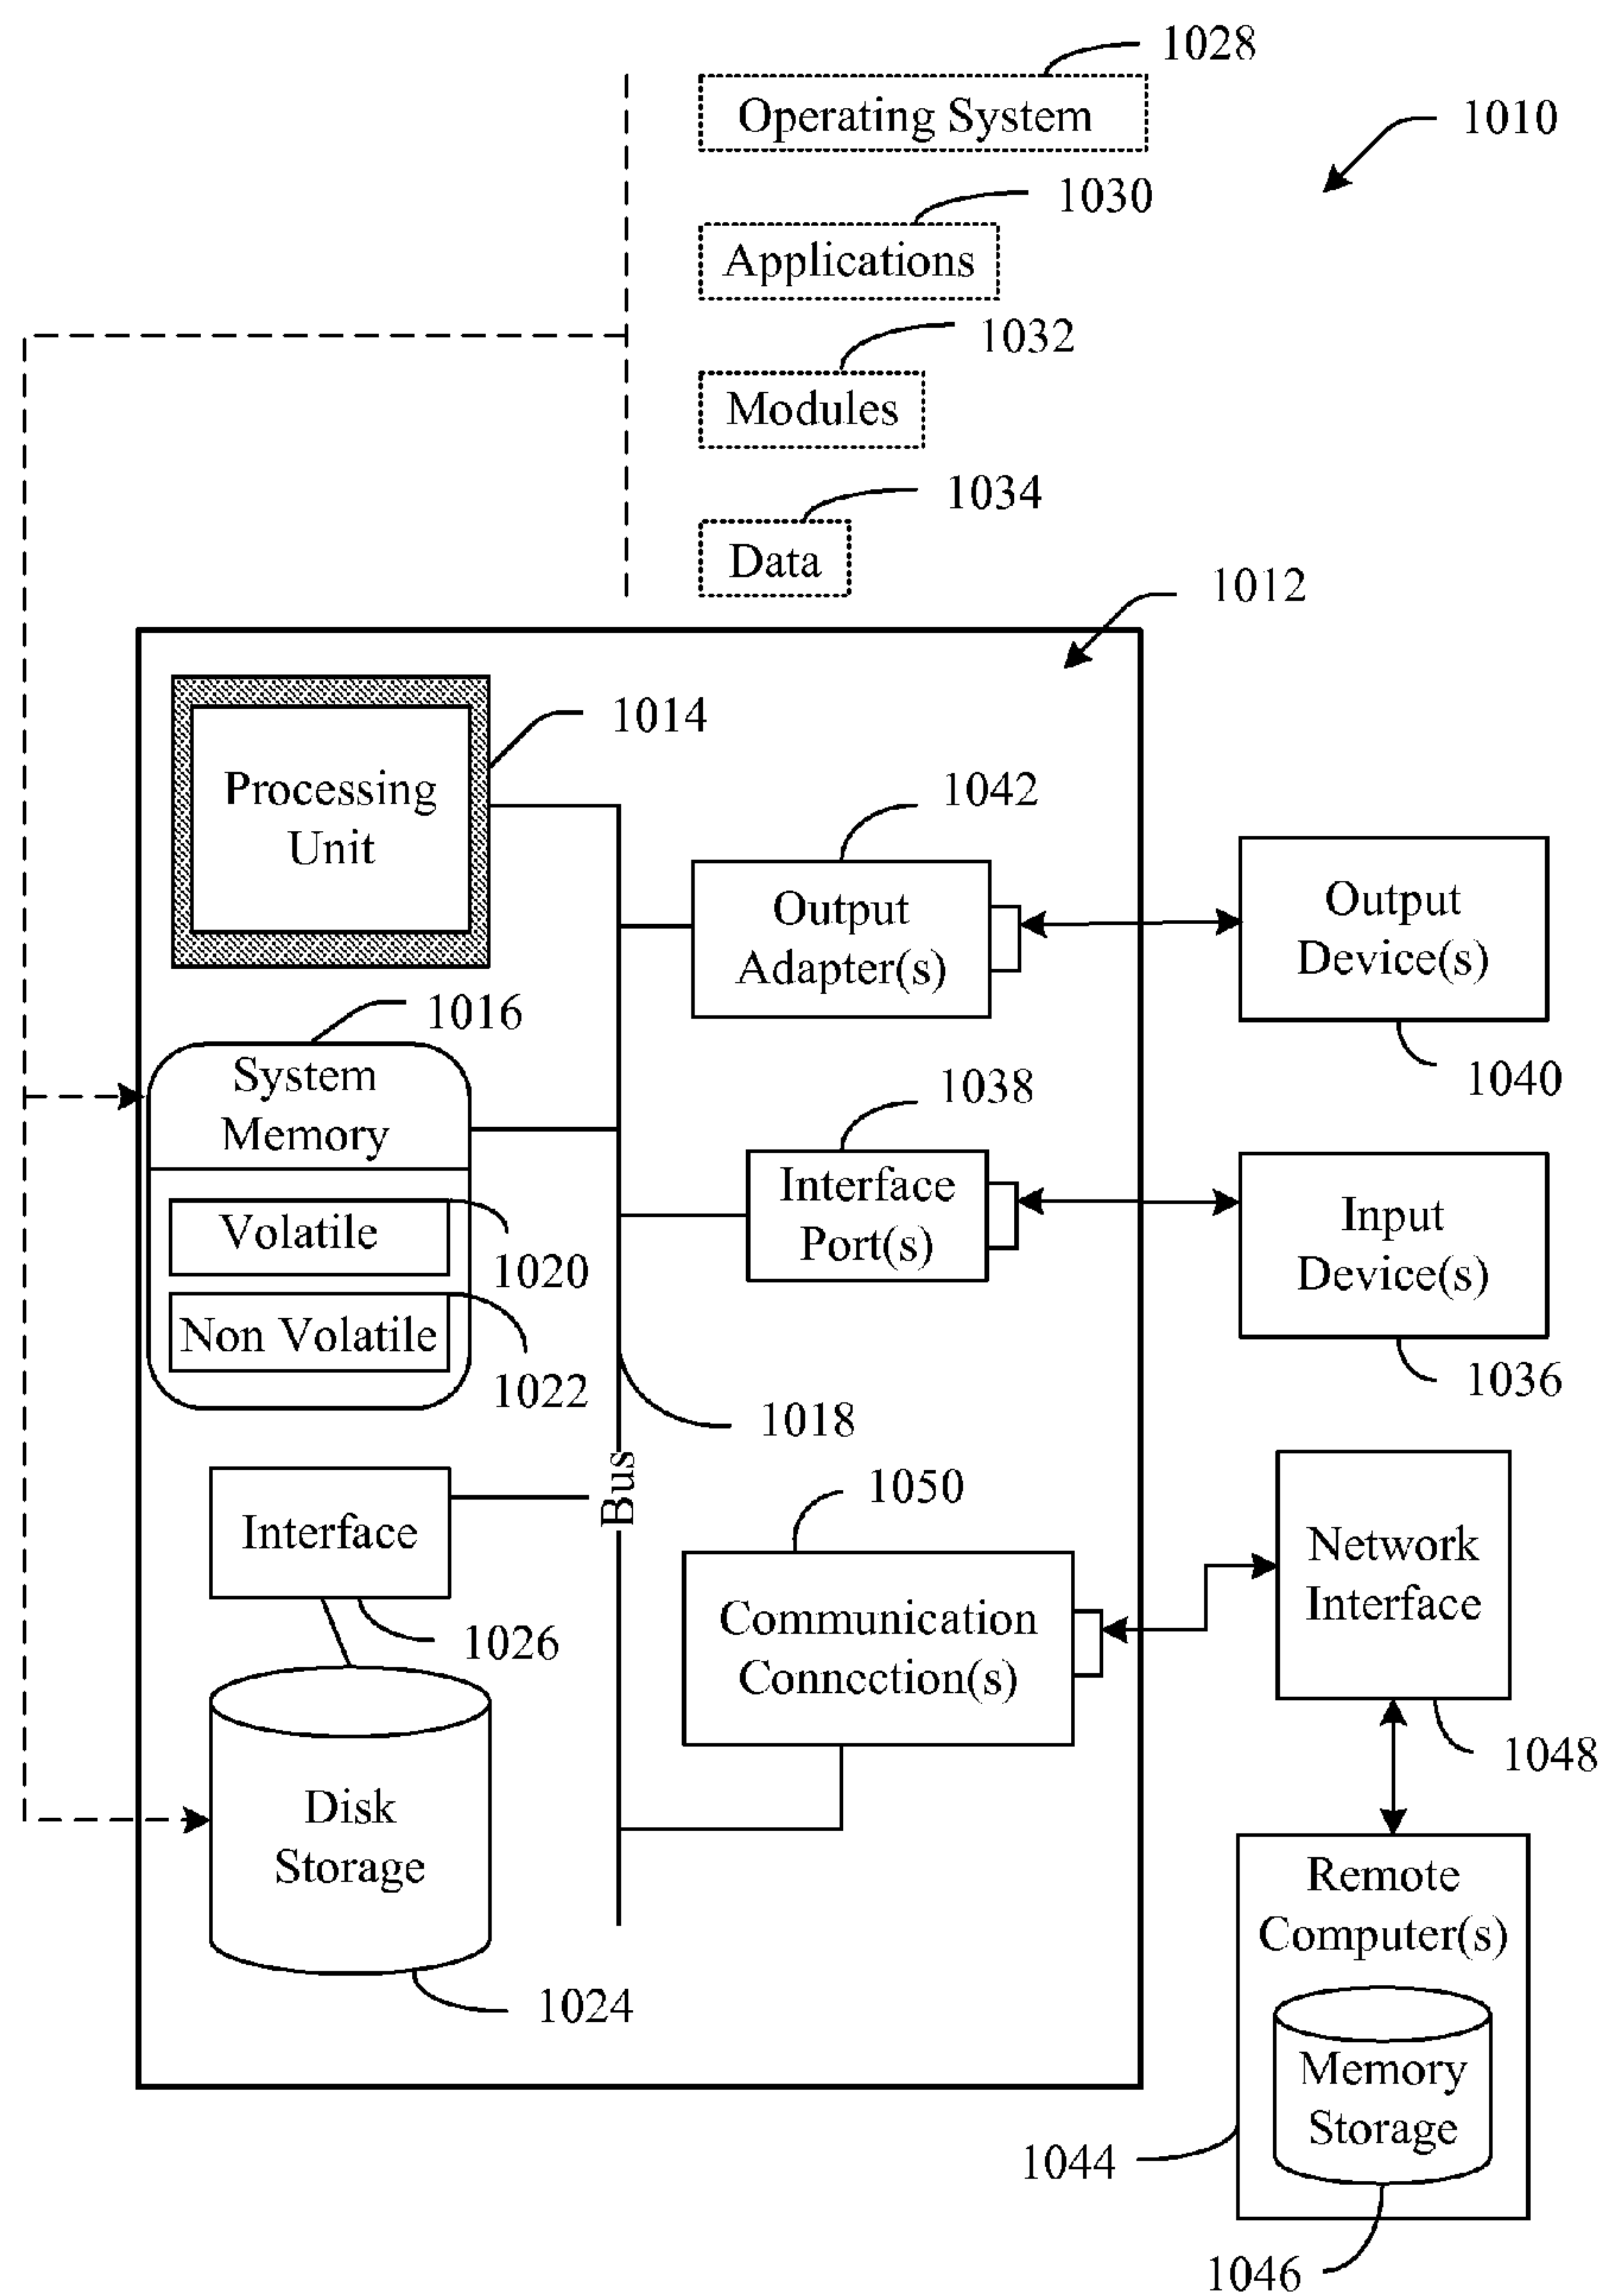 1028
Operating System
1010
1030
Applications
1032
Modules
1034
Data
1012
1014
Processing
Unit
1042
Output
Adapter(s)
Output
Device(s)
1040
1016
System
Memory
1038
Interface
Port(s)
Input
Device(s)
1036
Volatile
1020
Non Volatile
1022
1018
Bus
1050
Interface
1026
Communication
Connection(s)
Network
Interface
1048
Disk
Storage
1024
Remote
Computer(s)
Memory
Storage
1044
1046